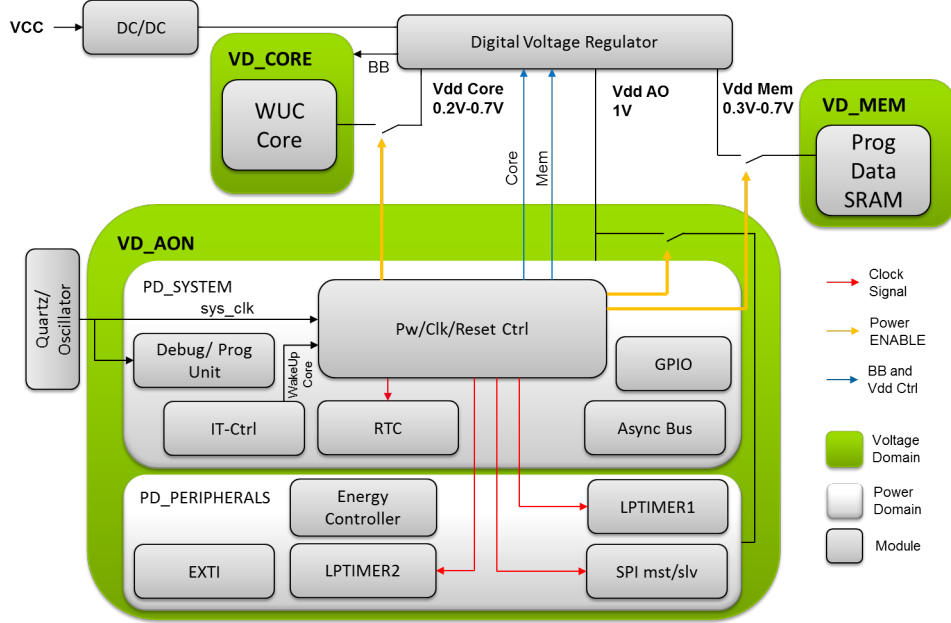 VCC
DC/DC
Digital Voltage Regulator
VD_CORE
BB
WUC
Core
Vdd Core
0.2V-0.7V
Vdd AO
1V
Vdd Mem
0.3V-0.7V
VD_MEM
Prog
Data
SRAM
Core
Mem
VD_AON
Quartz/
Oscillator
PD_SYSTEM
sys_clk
Pw/Clk/Reset Ctrl
Debug/ Prog
Unit
WakeUp
Core
GPIO
IT-Ctrl
RTC
Async Bus
PD_PERIPHERALS
Energy
Controller
LPTIMER1
EXTI
LPTIMER2
SPI mst/slv
Clock
Signal
Power
ENABLE
BB and
Vdd Ctrl
Voltage
Domain
Power
Domain
Module